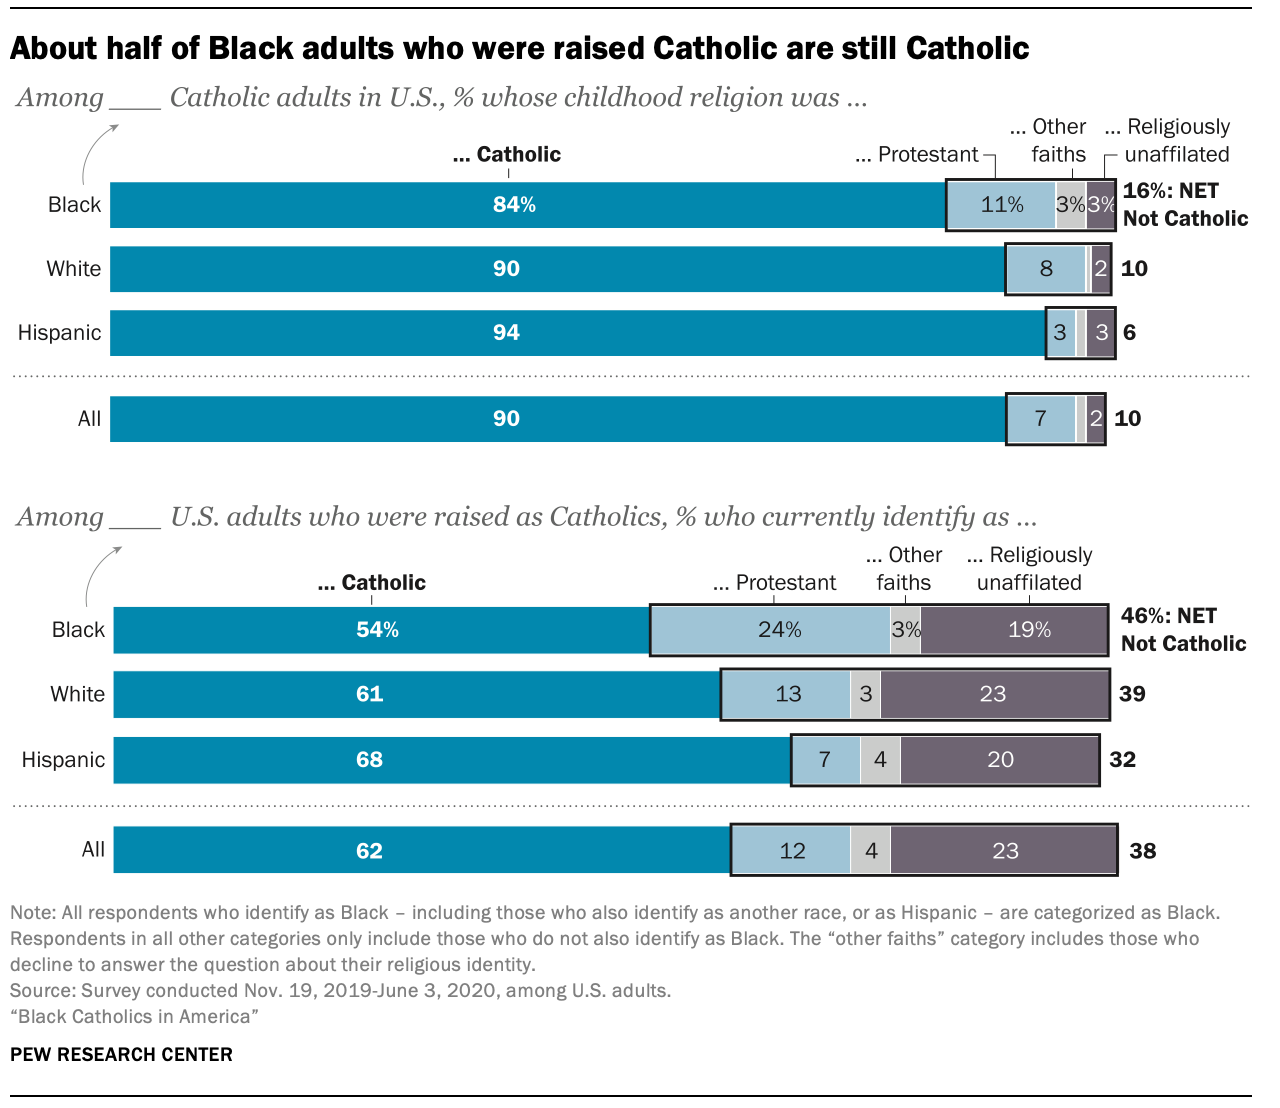 About half of Black adults who were raised Catholic are still Catholic
Among ___ Catholic adults in U.S., % whose childhood religion was ...
... Catholic
... Protestant
... Other
faiths
... Religiously
unaffilated
Black
84%
11%
3%
3%
16%: NET
Not Catholic
White
90
8
2
10
Hispanic
94
3
3
6
All
90
7
2
10
Among ___ U.S. adults who were raised as Catholics, % who currently identify as ...
... Catholic
... Protestant
... Other
faiths
... Religiously
unaffilated
Black
54%
24%
3%
19%
46%: NET
Not Catholic
White
61
13
3
23
39
Hispanic
68
7
4
20
32
All
62
12
4
23
38
Note: All respondents who identify as Black – including those who also identify as another race, or as Hispanic – are categorized as Black.
Respondents in all other categories only include those who do not also identify as Black. The “other faiths” category includes those who
decline to answer the question about their religious identity.
Source: Survey conducted Nov. 19, 2019-June 3, 2020, among U.S. adults.
“Black Catholics in America”
PEW RESEARCH CENTER